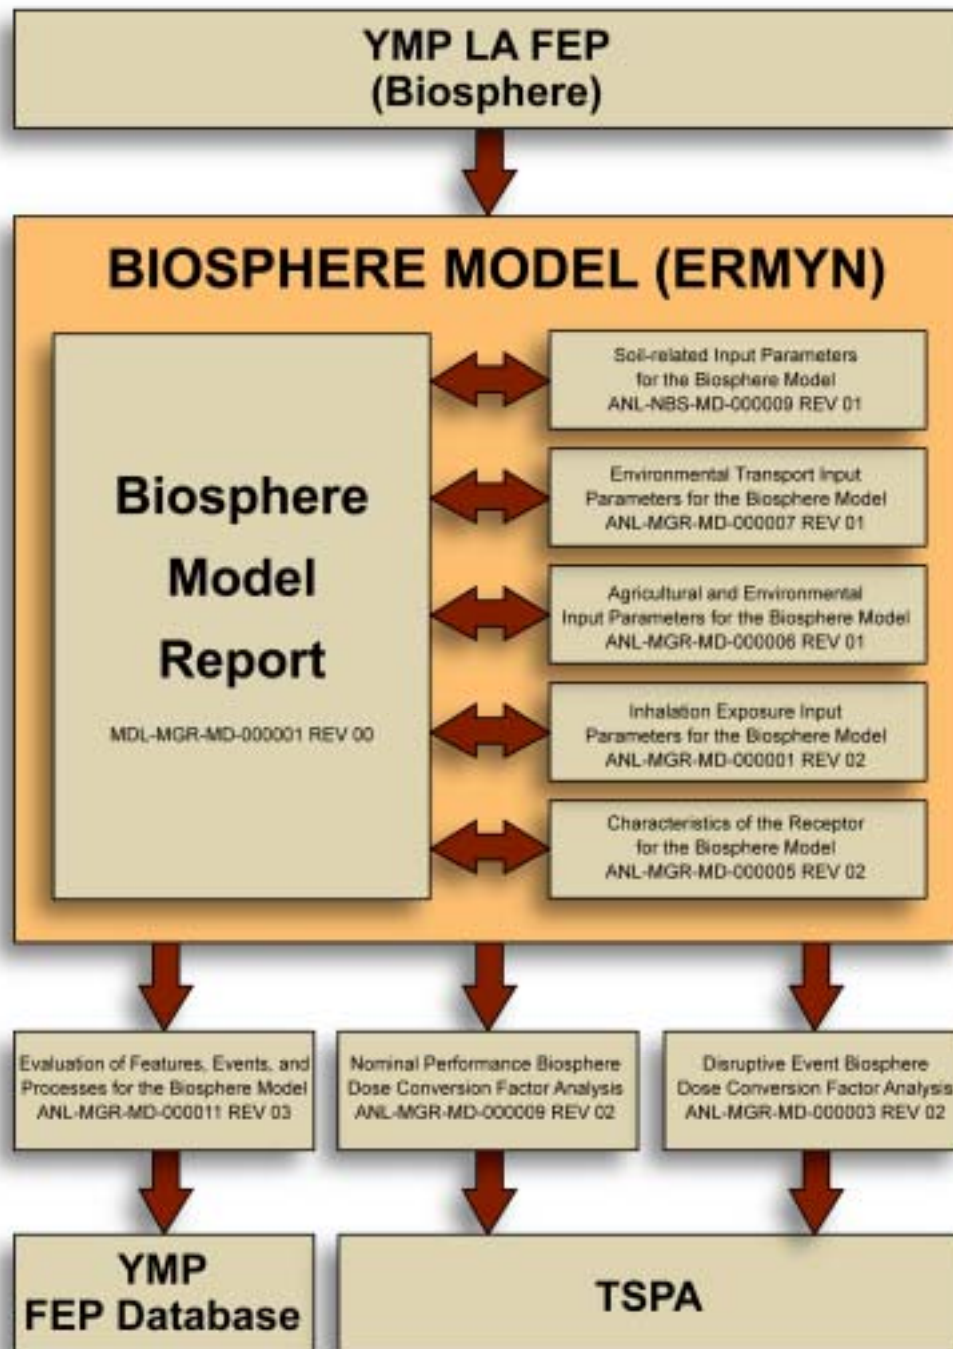 YMP LA FEP
(Biosphere)
BIOSPHERE MODEL (ERMYN)
Biosphere
Model
Report
MDL-MGR-MD-000001 REV 00
Soil-related Input Parameters
for the Biosphere Model
ANL-NBS-MD-000009 REV 01
Environmental Transport Input
Parameters for the Biosphere Model
ANL-MGR-MD-000007 REV 01
Agricultural and Environmental
Input Parameters for the Biosphere Model
ANL-MGR-MD-000006 REV 01
Inhalation Exposure Input
Parameters for the Biosphere Model
ANL-MGR-MD-000001 REV 02
Characteristics of the Receptor
for the Biosphere Model
ANL-MGR-MD-000005 REV 02
Evaluation of Features, Events, and
Processes for the Biosphere Model
ANL-MGR-MD-000011 REV 03
Nominal Performance Biosphere
Dose Conversion Factor Analysis
ANL-MGR-MD-000009 REV 02
Disruptive Event Biosphere
Dose Conversion Factor Analysis
ANL-MGR-MD-000003 REV 02
YMP
FEP Database
TSPA